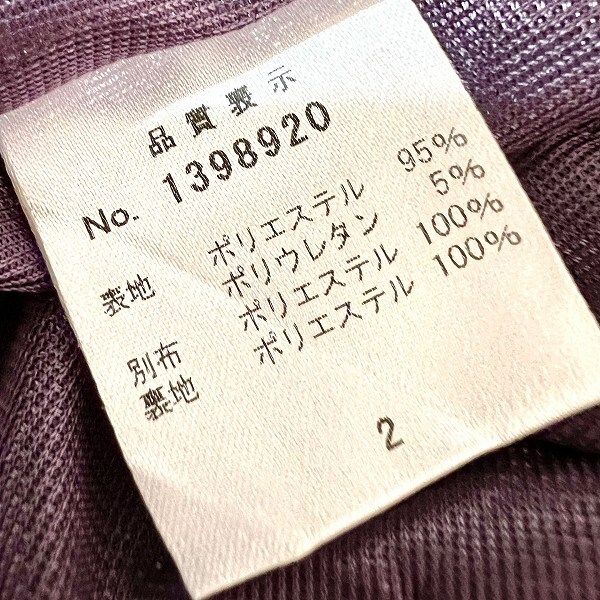 品質表示
No. 1398920
表地 ポリエステル 95%
ポリウレタン 5%
別布 ポリエステル 100%
裏地 ポリエステル 100%
2